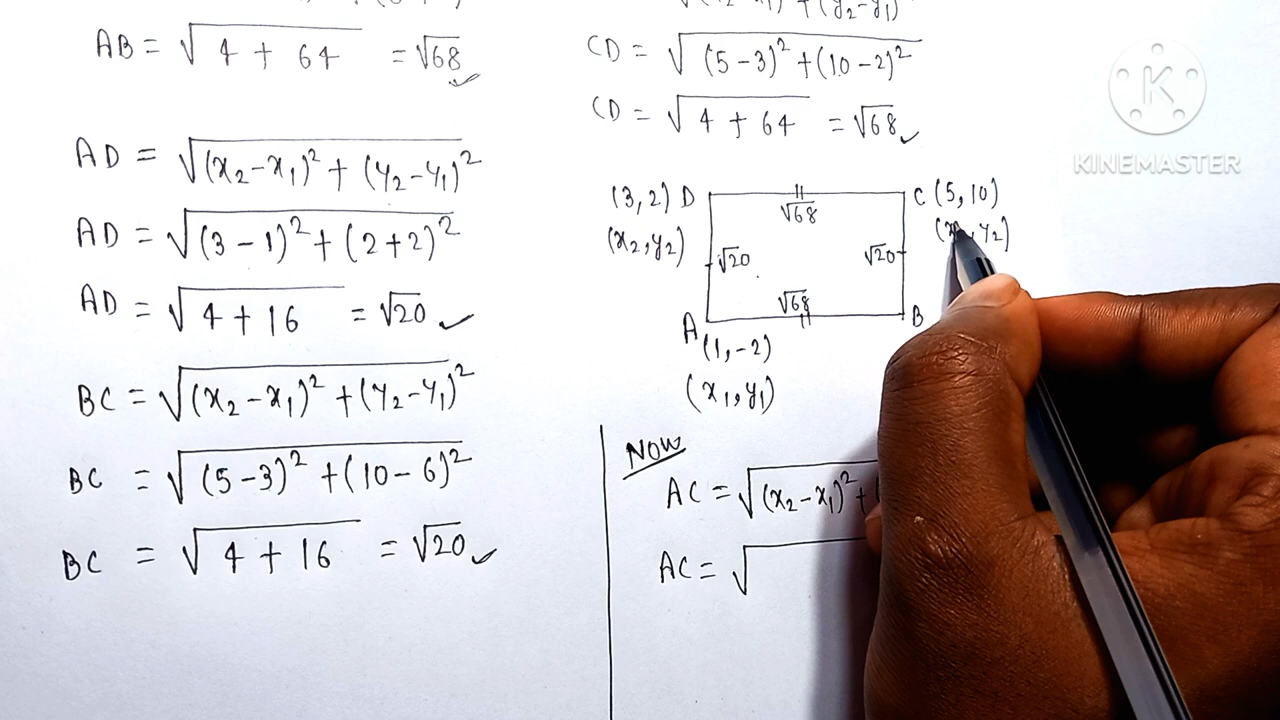 AB = √4 + 64 = √68
AD = √(x₂-x₁)² + (y₂-y₁)²
AD = √(3-1)² + (2+2)²
AD = √4 + 16 = √20
BC = √(x₂-x₁)² + (y₂-y₁)²
BC = √(5-3)² + (10-6)²
BC = √4 + 16 = √20
CD = √(5-3)² + (10-2)²
CD = √4 + 64 = √68
(3, 2) D
C (5, 10)
√68
(x₂, y₂)
, y₂)
√20
√20
√68
A
B
(1, -2)
(x₁, y₁)
Now
AC = √(x₂-x₁)² +
AC = √
K
KINEMASTER